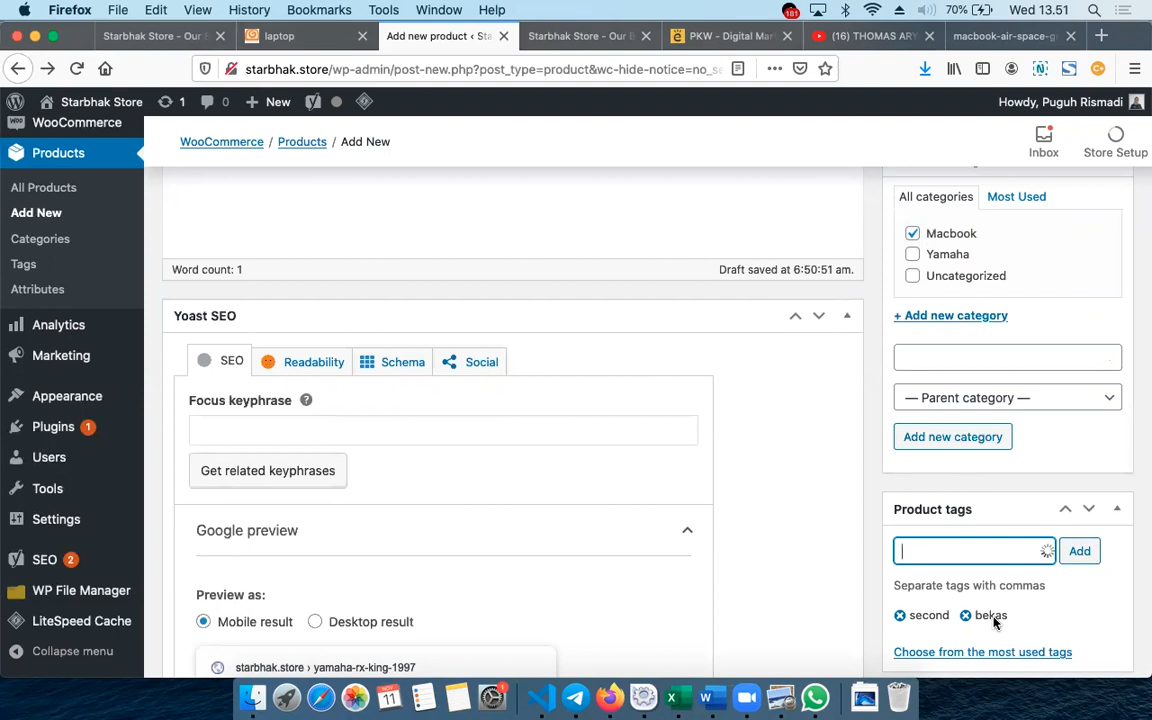 Firefox File Edit View History Bookmarks Tools Window Help 181 70% Wed 13.51
Starbhak Store - Our B laptop Add new product ‹ Sta Starbhak Store - Our B PKW - Digital Mar (16) THOMAS ARY macbook-air-space-g
starbhak.store/wp-admin/post-new.php?post_type=product&wc-hide-notice=no_se
Starbhak Store 1 0 New Howdy, Puguh Rismadi
WooCommerce
Products
All Products
Add New
Categories
Tags
Attributes
Analytics
Marketing
Appearance
Plugins 1
Users
Tools
Settings
SEO 2
WP File Manager
LiteSpeed Cache
Collapse menu
WooCommerce / Products / Add New
Inbox Store Setup
Word count: 1 Draft saved at 6:50:51 am.
Yoast SEO
SEO Readability Schema Social
Focus keyphrase
Get related keyphrases
Google preview
Preview as:
Mobile result Desktop result
starbhak.store › yamaha-rx-king-1997
All categories Most Used
Macbook
Yamaha
Uncategorized
+ Add new category
— Parent category —
Add new category
Product tags
Add
Separate tags with commas
second bekas
Choose from the most used tags